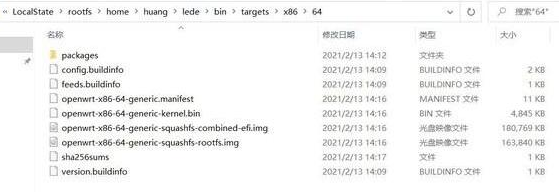 « LocalState › rootfs › home › huang › lede › bin › targets › x86 › 64
搜索"64"
名称 修改日期 类型 大小
packages 2021/2/13 14:12 文件夹
config.buildinfo 2021/2/13 14:09 BUILDINFO 文件 2 KB
feeds.buildinfo 2021/2/13 14:09 BUILDINFO 文件 1 KB
openwrt-x86-64-generic.manifest 2021/2/13 14:16 MANIFEST 文件 11 KB
openwrt-x86-64-generic-kernel.bin 2021/2/13 14:16 BIN 文件 4,845 KB
openwrt-x86-64-generic-squashfs-combined-efi.img 2021/2/13 14:16 光盘映像文件 180,769 KB
openwrt-x86-64-generic-squashfs-rootfs.img 2021/2/13 14:16 光盘映像文件 163,840 KB
sha256sums 2021/2/13 14:17 文件 1 KB
version.buildinfo 2021/2/13 14:09 BUILDINFO 文件 1 KB